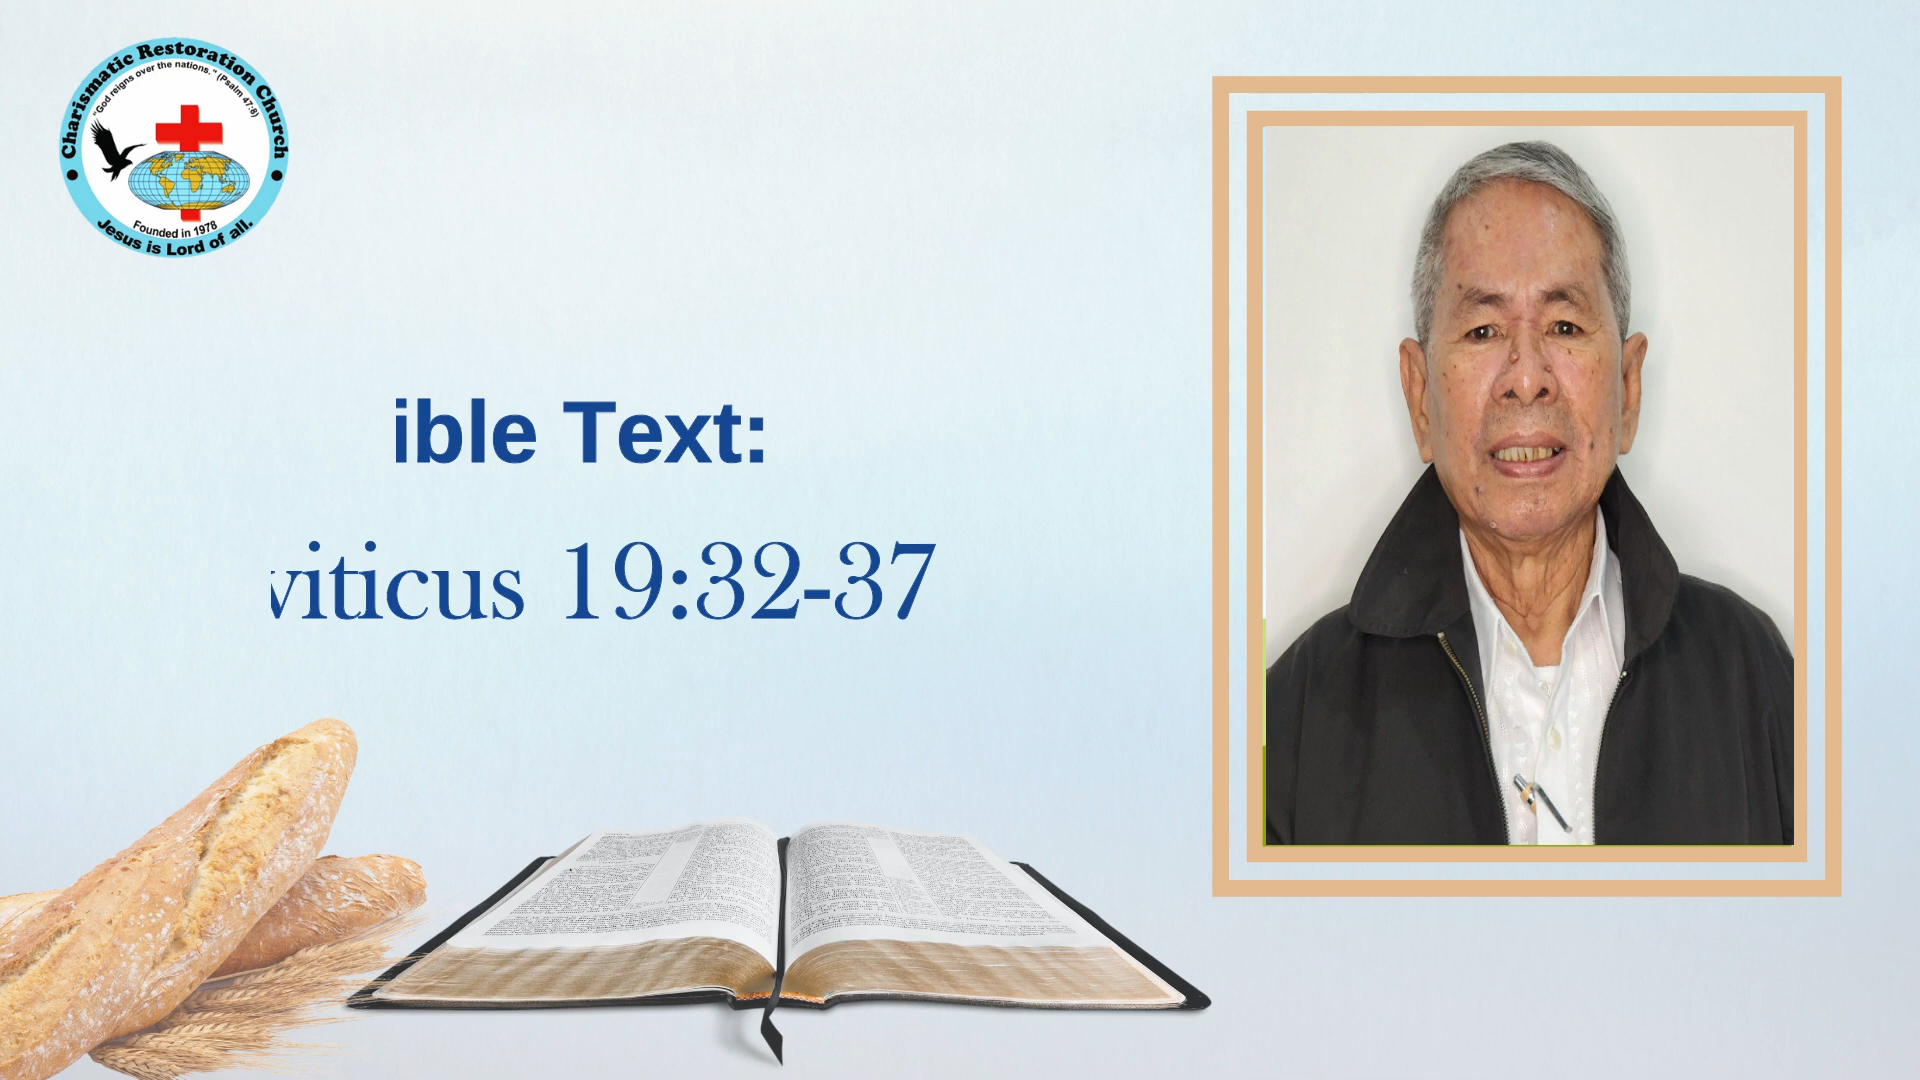 Charismatic Restoration Church
"God reigns over the nations." (Psalm 47:8)
Founded in 1978
Jesus is Lord of all.
ible Text:
viticus 19:32-37